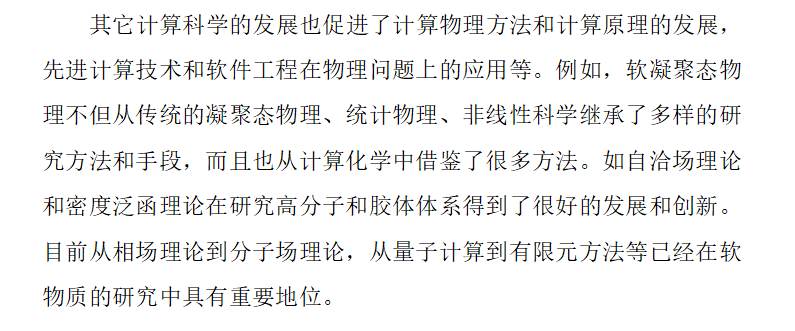 其它计算科学的发展也促进了计算物理方法和计算原理的发展，
先进计算技术和软件工程在物理问题上的应用等。例如，软凝聚态物
理不但从传统的凝聚态物理、统计物理、非线性科学继承了多样的研
究方法和手段，而且也从计算化学中借鉴了很多方法。如自洽场理论
和密度泛函理论在研究高分子和胶体体系得到了很好的发展和创新。
目前从相场理论到分子场理论，从量子计算到有限元方法等已经在软
物质的研究中具有重要地位。